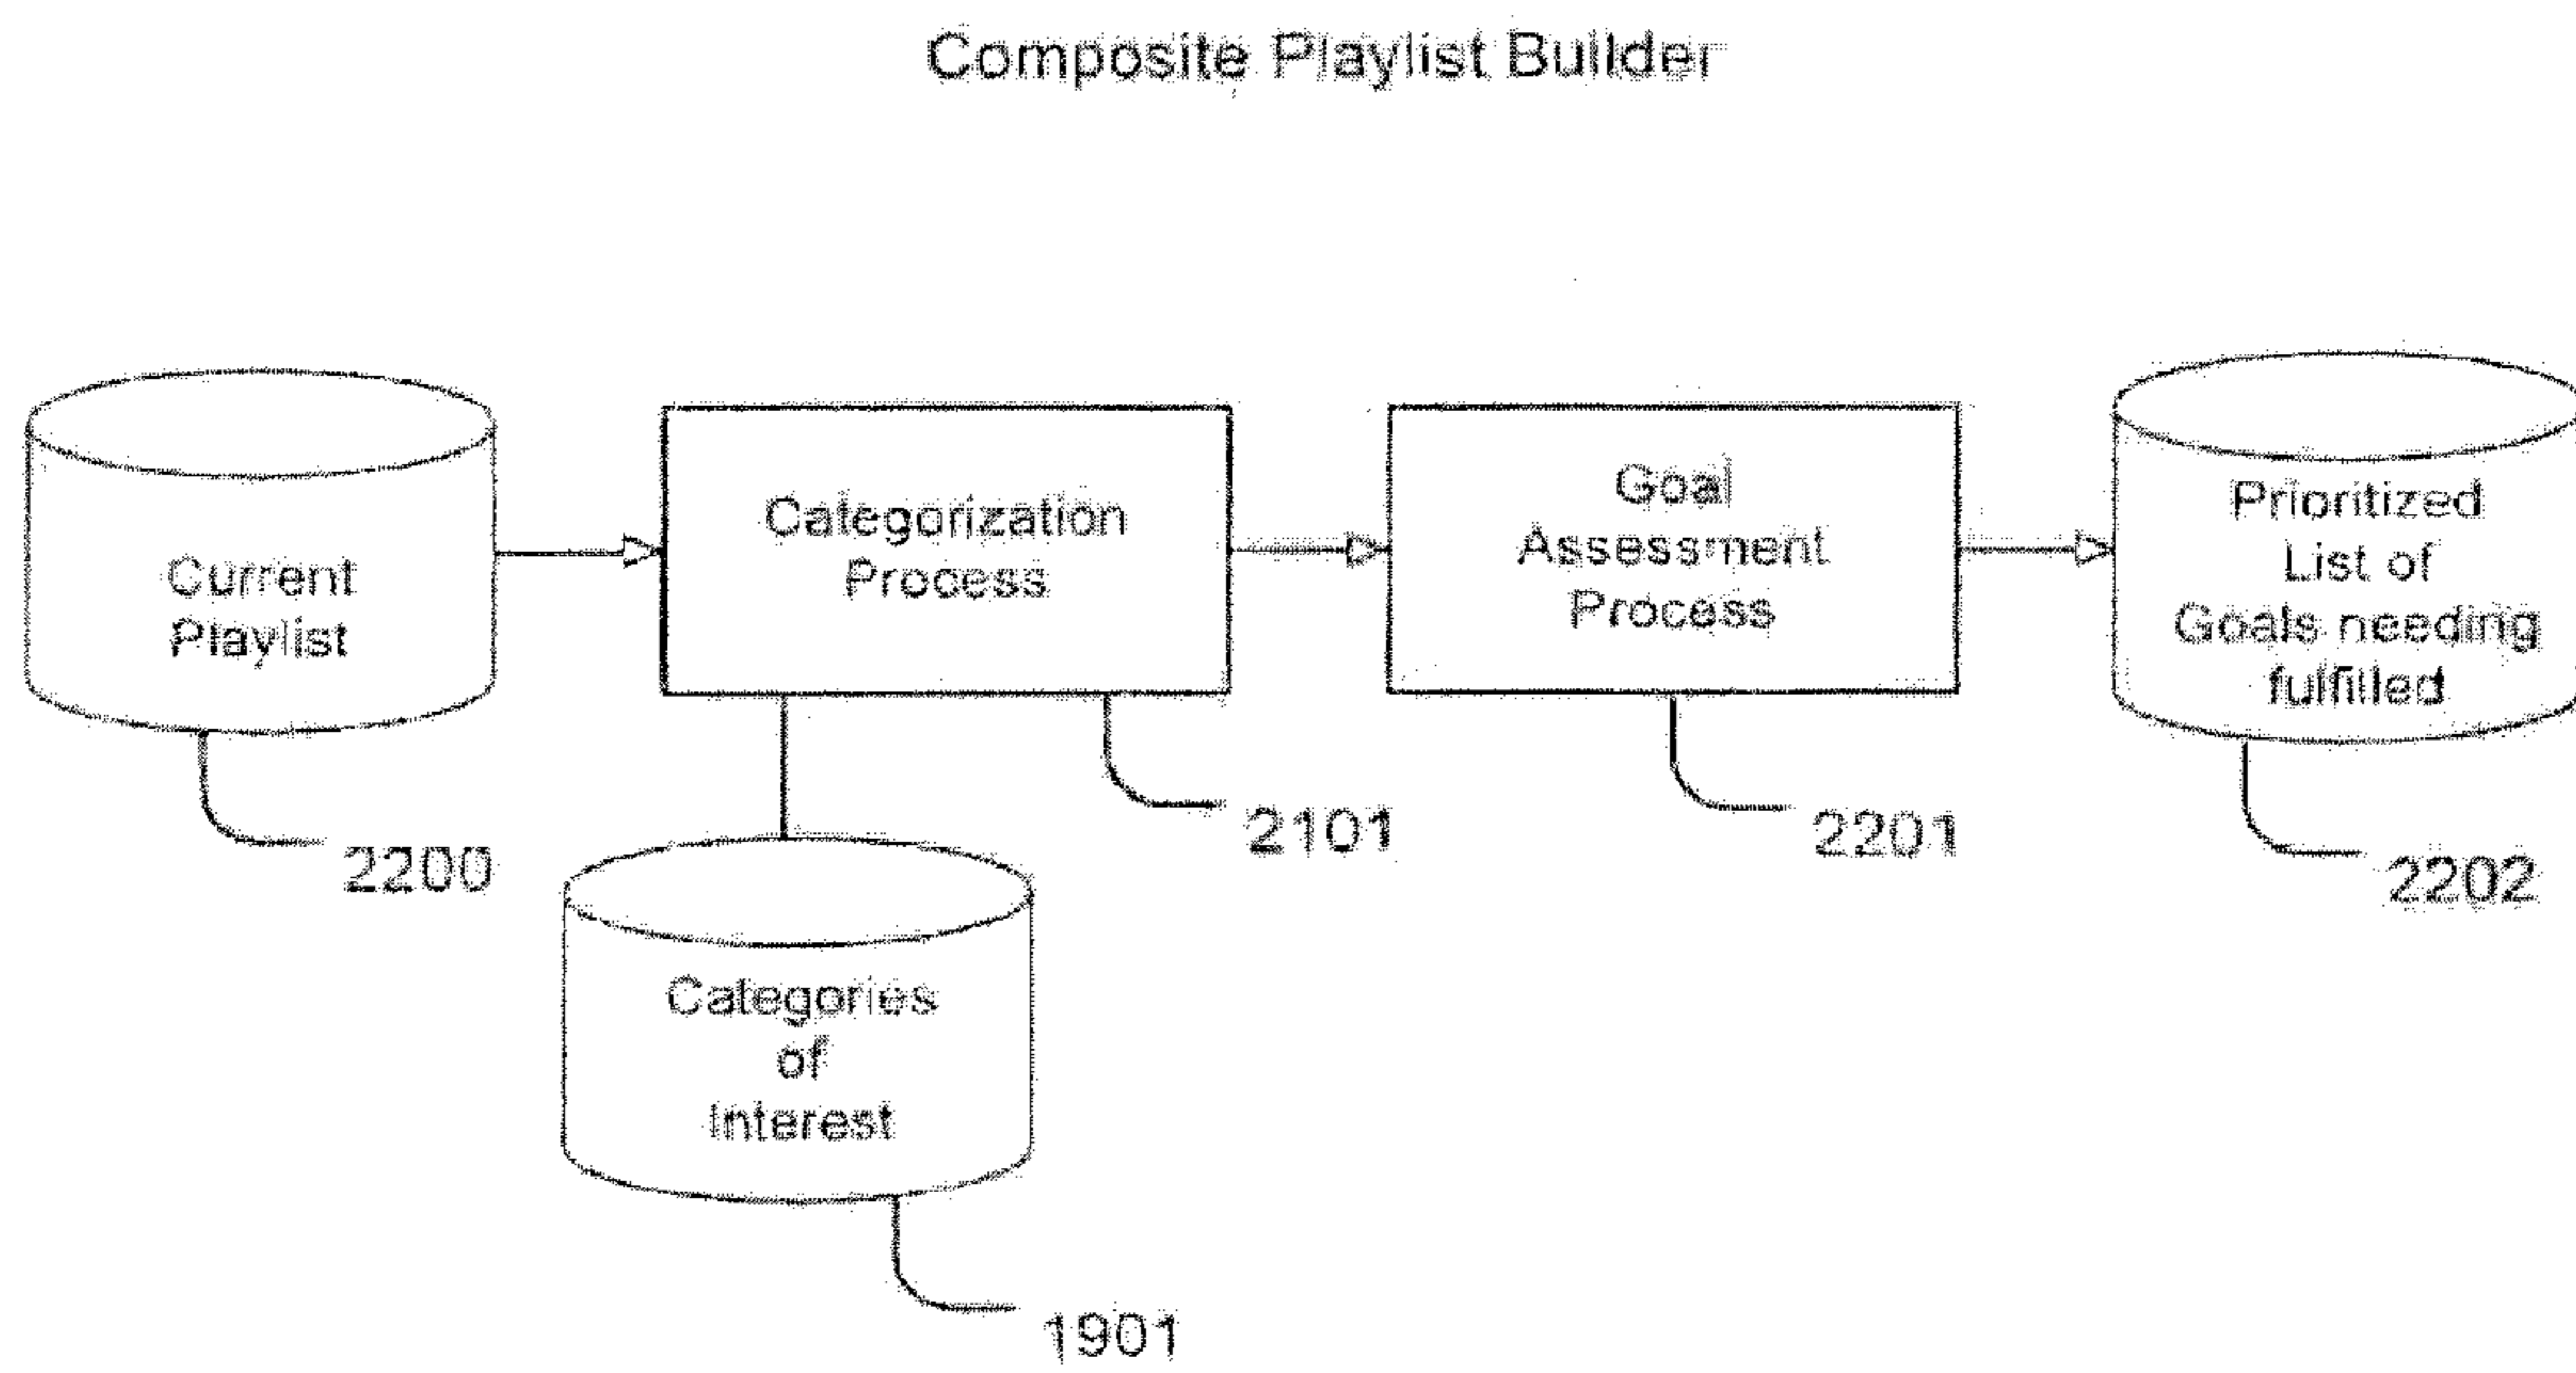 Composite Playlist Builder
Current
Playlist
2200
Categorization
Process
2101
Categories
of
Interest
1901
Goal
Assessment
Process
2201
Prioritized
List of
Goals needing
fulfilled
2202